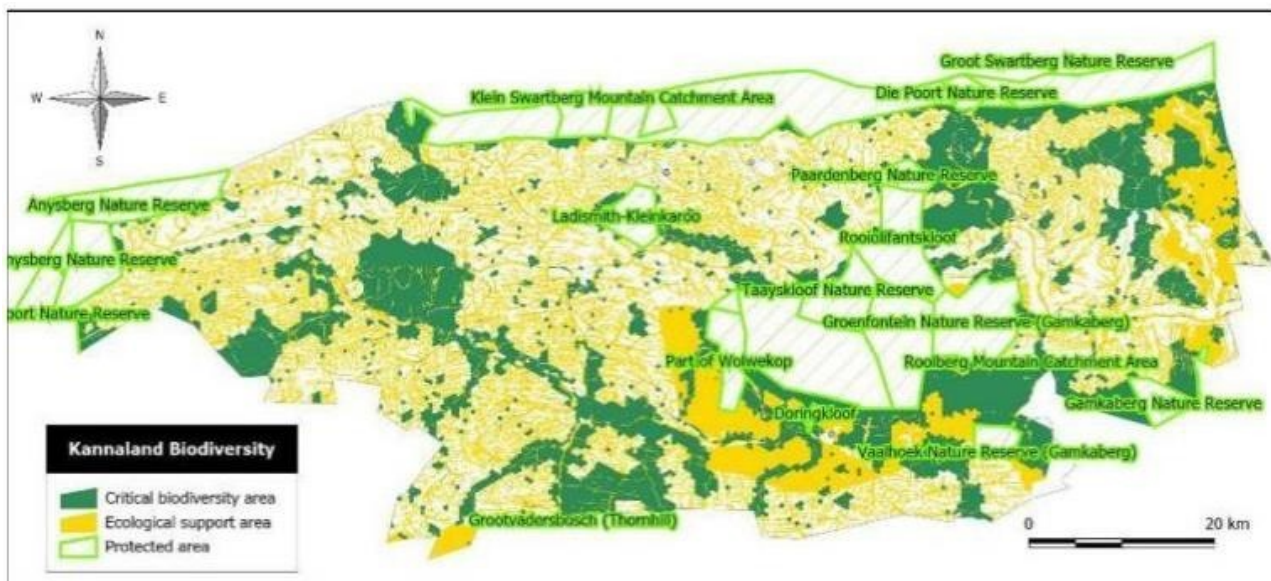 N
W E
S
Groot Swartberg Nature Reserve
Klein Swartberg Mountain Catchment Area
Die Poort Nature Reserve
Paardenberg Nature Reserve
Anysberg Nature Reserve
Ladismith-Kleinkaroo
Rooiolifantskloof
nysberg Nature Reserve
Taayskloof Nature Reserve
oort Nature Reserve
Groenfontein Nature Reserve (Gamkaberg)
Part of Wolwekop
Rooiberg Mountain Catchment Area
Gamkaberg Nature Reserve
Doringkloof
Vaalhoek Nature Reserve (Gamkaberg)
Grootvadersbosch (Thornhill)
Kannaland Biodiversity
Critical biodiversity area
Ecological support area
Protected area
0 20 km